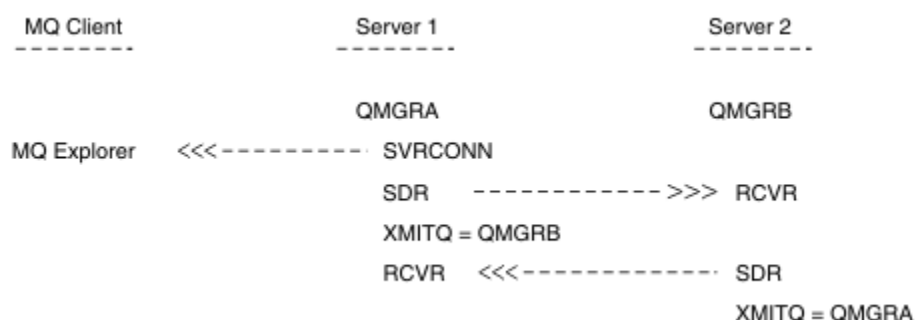 MQ Client Server 1 Server 2
QMGRA QMGRB
MQ Explorer <<<---------- SVRCONN
SDR ------------>>> RCVR
XMITQ = QMGRB
RCVR <<<------------- SDR
XMITQ = QMGRA